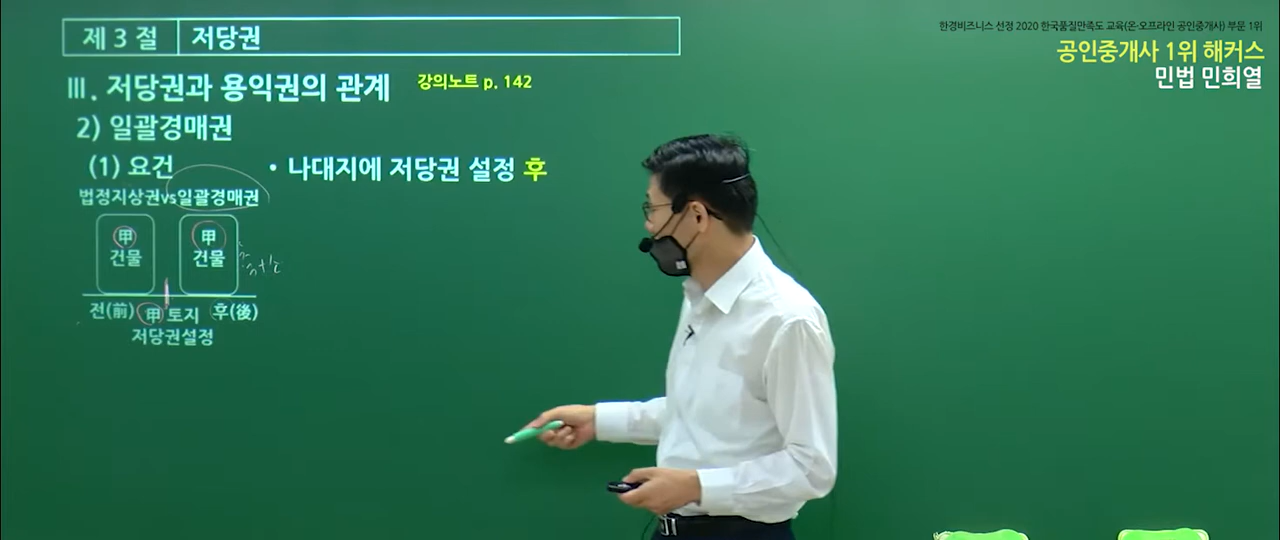 제 3 절 저당권
한경비즈니스 선정 2020 한국품질만족도 교육(온·오프라인 공인중개사) 부문 1위
공인중개사 1위 해커스
민법 민희열
Ⅲ. 저당권과 용익권의 관계 강의노트 p. 142
2) 일괄경매권
(1) 요건 • 나대지에 저당권 설정 후
법정지상권vs일괄경매권
甲 甲
건물 건물
전(前) 甲 토지 후(後)
저당권설정